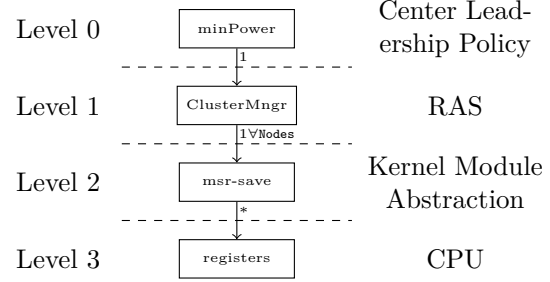 Level 0
minPower
Center Lead-
ership Policy
1
Level 1
ClusterMngr
RAS
1∀Nodes
Level 2
msr-save
Kernel Module
Abstraction
*
Level 3
registers
CPU